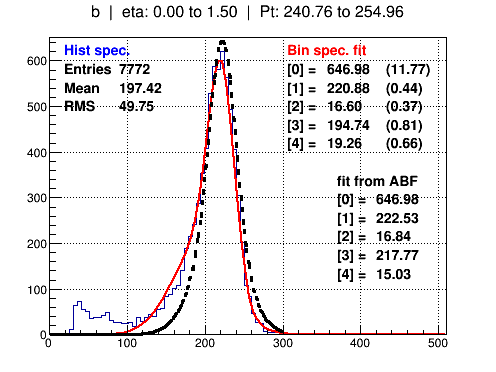 b | eta: 0.00 to 1.50 | Pt: 240.76 to 254.96
Hist spec.
Entries 7772
Mean 197.42
RMS 49.75
Bin spec. fit
[0] = 646.98 (11.77)
[1] = 220.88 (0.44)
[2] = 16.60 (0.37)
[3] = 194.74 (0.81)
[4] = 19.26 (0.66)
fit from ABF
[0] = 646.98
[1] = 222.53
[2] = 16.84
[3] = 217.77
[4] = 15.03
600
500
400
300
200
100
0
0 100 200 300 400 500